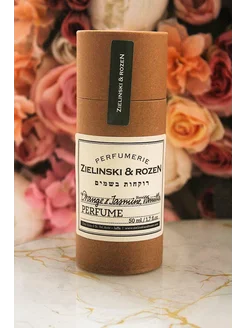 ZIELINSKI & ROZEN
PERFUMERIE
ZIELINSKI & ROZEN
רוקחות בשמים
Orange & Jasmine, Vanilla
PERFUME
50 ml / 1.7 fl.oz